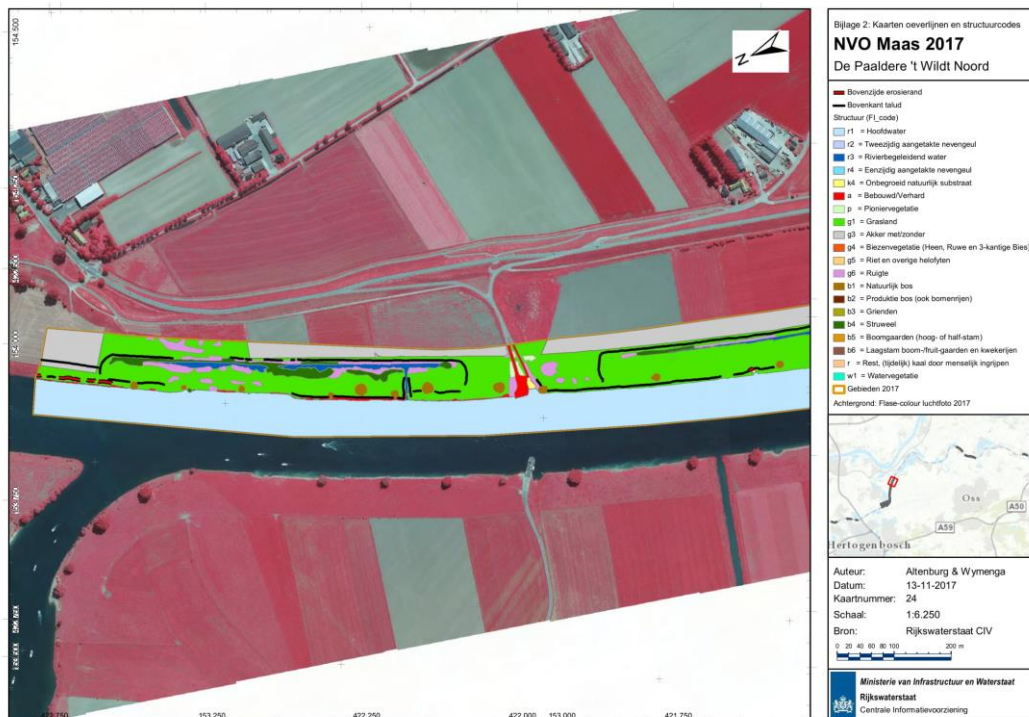 Bijlage 2: Kaarten oeverlijnen en structuurcodes
NVO Maas 2017
De Paaldere 't Wildt Noord
Bovenzijde erosierand
Bovenkant talud
Structuur (FI_code)
r1 = Hoofdwater
r2 = Tweezijdig aangetakte nevengeul
r3 = Rivierbegeleidend water
r4 = Eenzijdig aangetakte nevengeul
k4 = Onbegroeid natuurlijk substraat
a = Bebouwd/Verhard
p = Pioniervegetatie
g1 = Grasland
g3 = Akker met/zonder
g4 = Biezenvegetatie (Heen, Ruwe en 3-kantige Bies)
g5 = Riet en overige helofyten
g6 = Ruigte
b1 = Natuurlijk bos
b2 = Produktie bos (ook bomenrijen)
b3 = Grienden
b4 = Struweel
b5 = Boomgaarden (hoog- of half-stam)
b6 = Laagstam boom-/fruit-gaarden en kwekerijen
r = Rest, (tijdelijk) kaal door menselijk ingrijpen
w1 = Watervegetatie
Gebieden 2017
Achtergrond: Flase-colour luchtfoto 2017
Oss
A50
A59
Hertogenbosch
Auteur: Altenburg & Wymenga
Datum: 13-11-2017
Kaartnummer: 24
Schaal: 1:6.250
Bron: Rijkswaterstaat CIV
0 20 40 60 80 100 200 m
Ministerie van Infrastructuur en Waterstaat
Rijkswaterstaat
Centrale Informatievoorziening
N
154.500
154.000
153.250
422.250
422.000
153.000
421.750